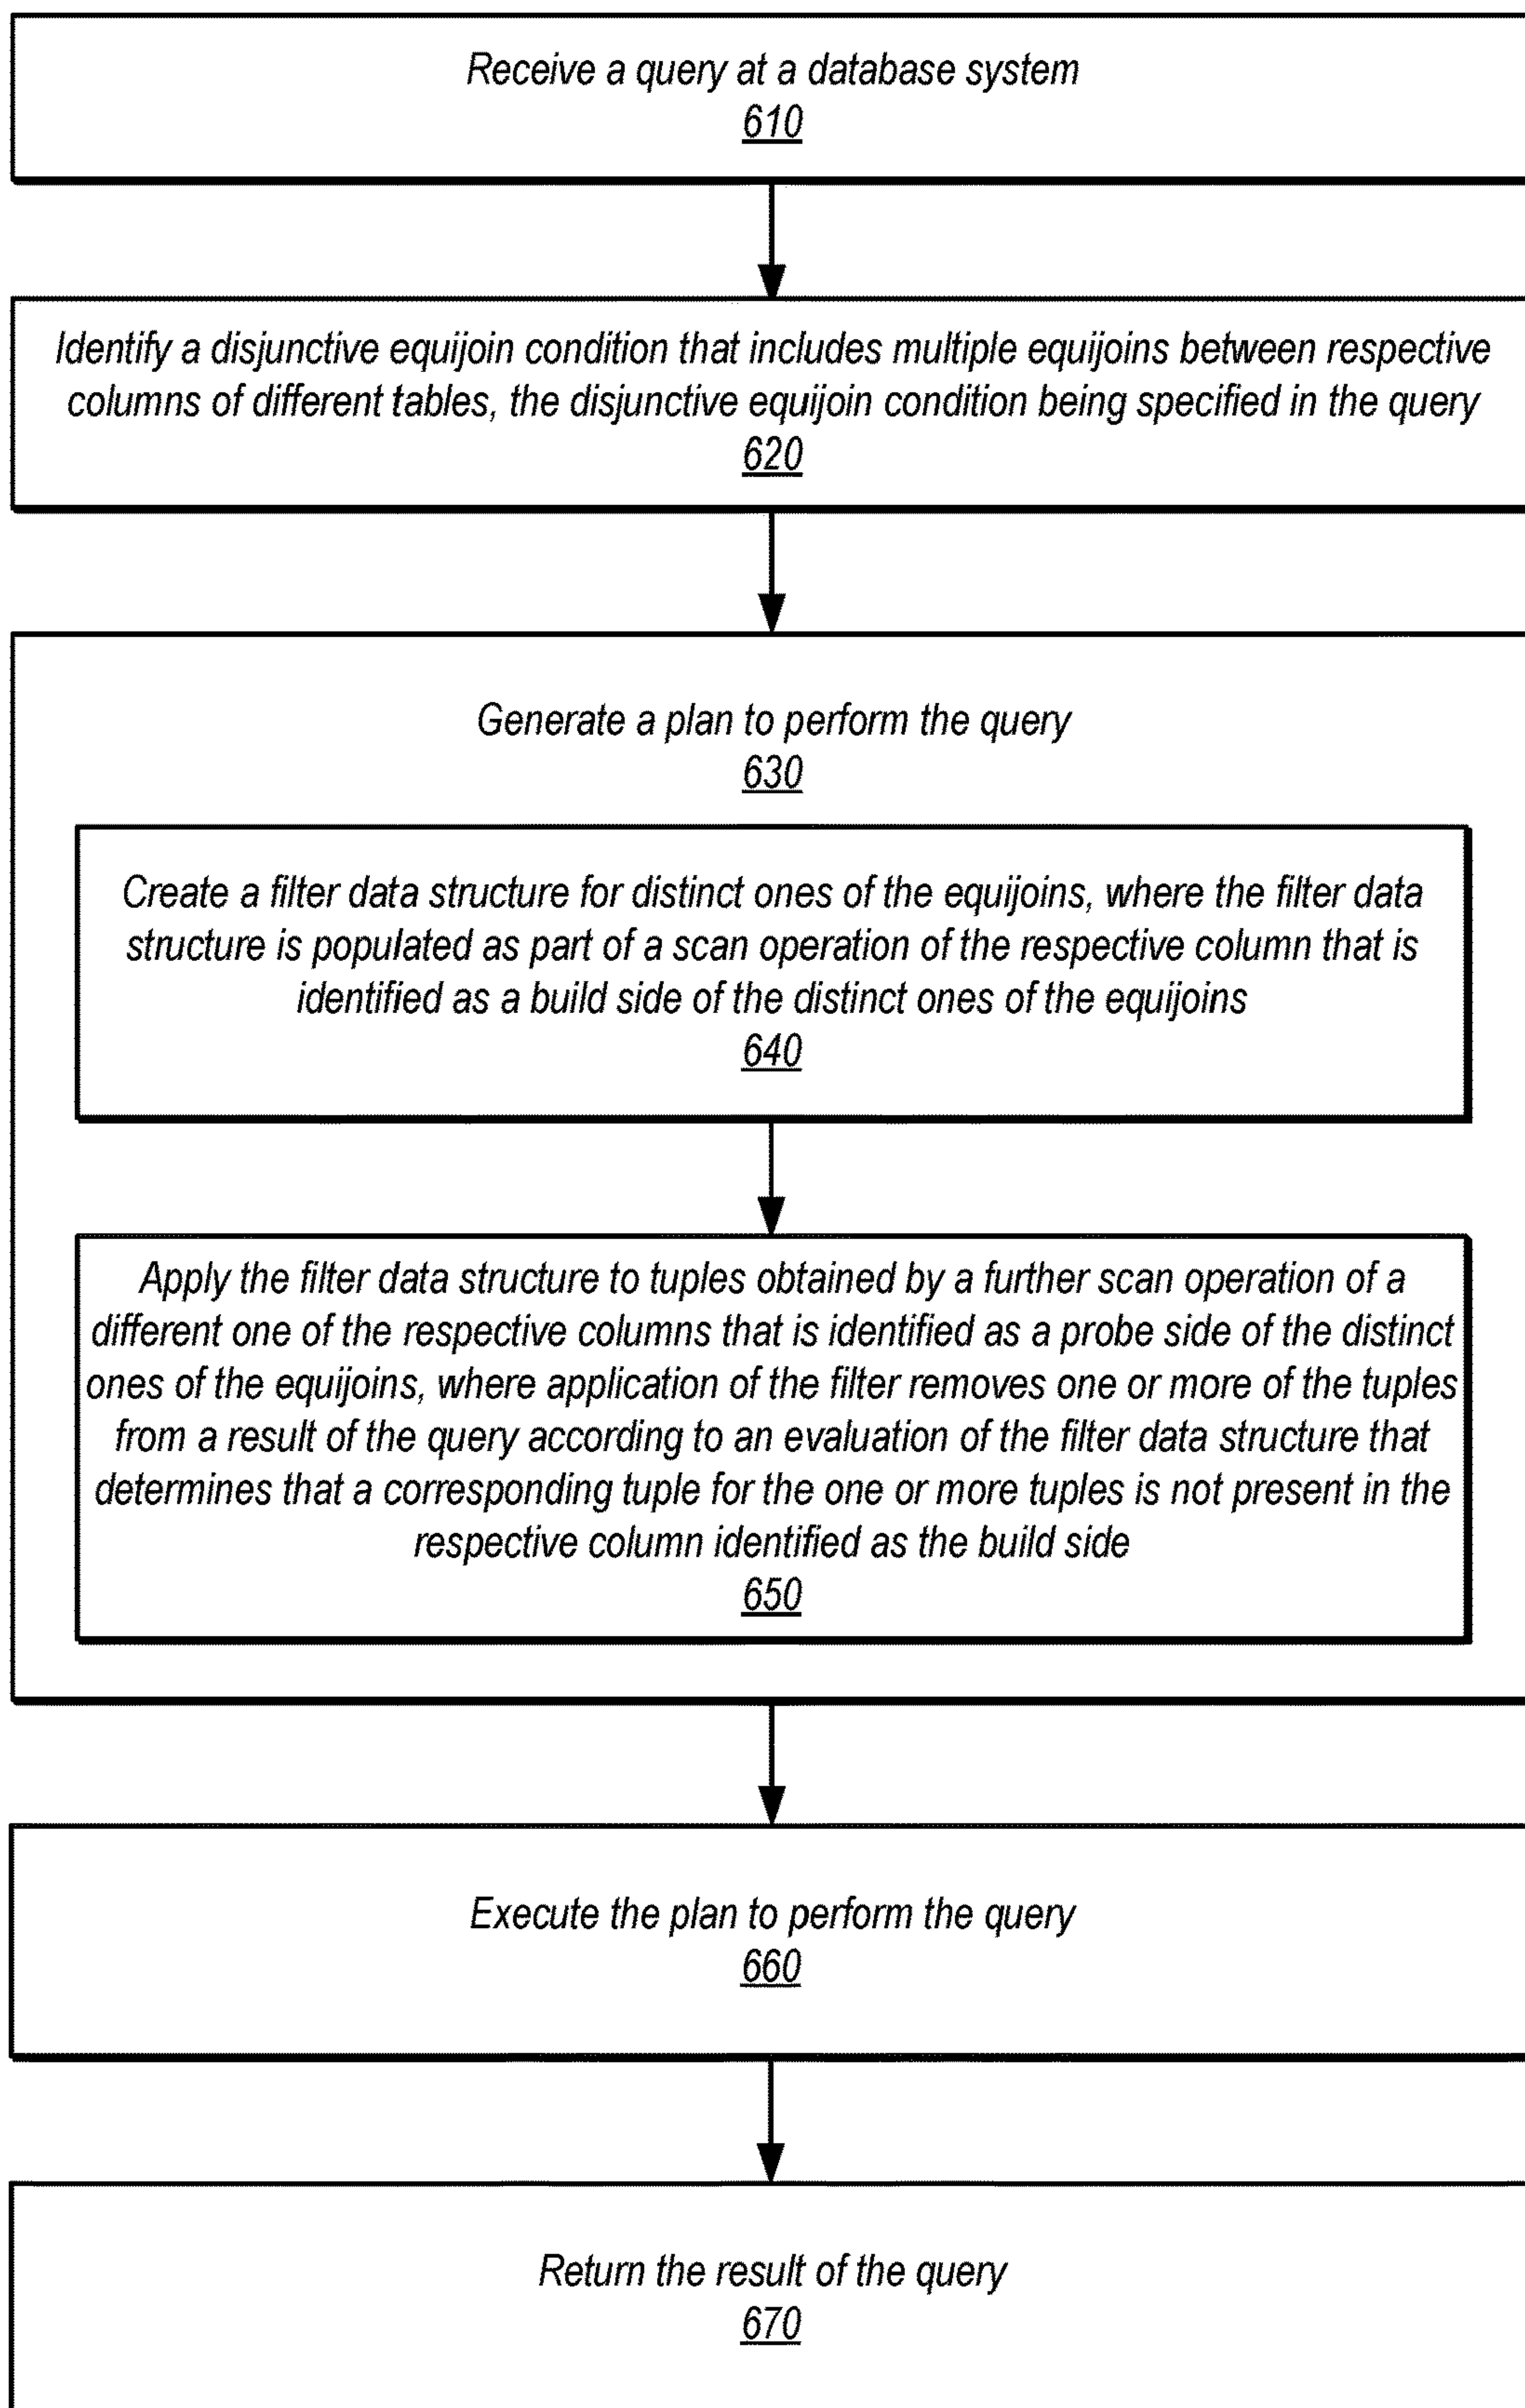 Receive a query at a database system
610
Identify a disjunctive equijoin condition that includes multiple equijoins between respective
columns of different tables, the disjunctive equijoin condition being specified in the query
620
Generate a plan to perform the query
630
Create a filter data structure for distinct ones of the equijoins, where the filter data
structure is populated as part of a scan operation of the respective column that is
identified as a build side of the distinct ones of the equijoins
640
Apply the filter data structure to tuples obtained by a further scan operation of a
different one of the respective columns that is identified as a probe side of the distinct
ones of the equijoins, where application of the filter removes one or more of the tuples
from a result of the query according to an evaluation of the filter data structure that
determines that a corresponding tuple for the one or more tuples is not present in the
respective column identified as the build side
650
Execute the plan to perform the query
660
Return the result of the query
670